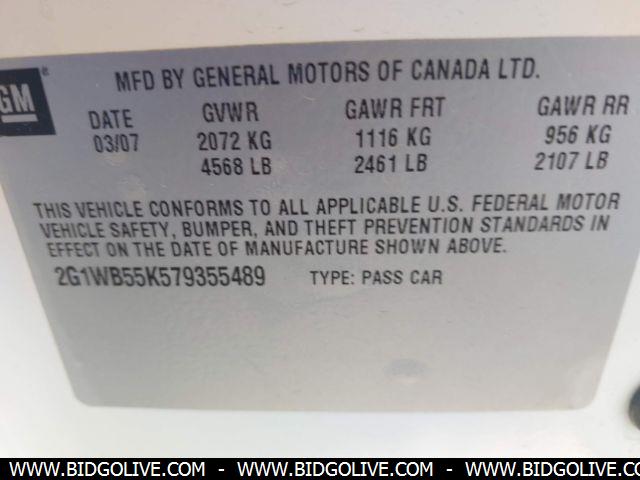 GM ®
MFD BY GENERAL MOTORS OF CANADA LTD.
DATE GVWR GAWR FRT GAWR RR
03/07 2072 KG 1116 KG 956 KG
4568 LB 2461 LB 2107 LB
THIS VEHICLE CONFORMS TO ALL APPLICABLE U.S. FEDERAL MOTOR
VEHICLE SAFETY, BUMPER, AND THEFT PREVENTION STANDARDS IN
EFFECT ON THE DATE OF MANUFACTURE SHOWN ABOVE.
2G1WB55K579355489 TYPE: PASS CAR
WWW.BIDGOLIVE.COM - WWW.BIDGOLIVE.COM - WWW.BIDGOLIVE.COM